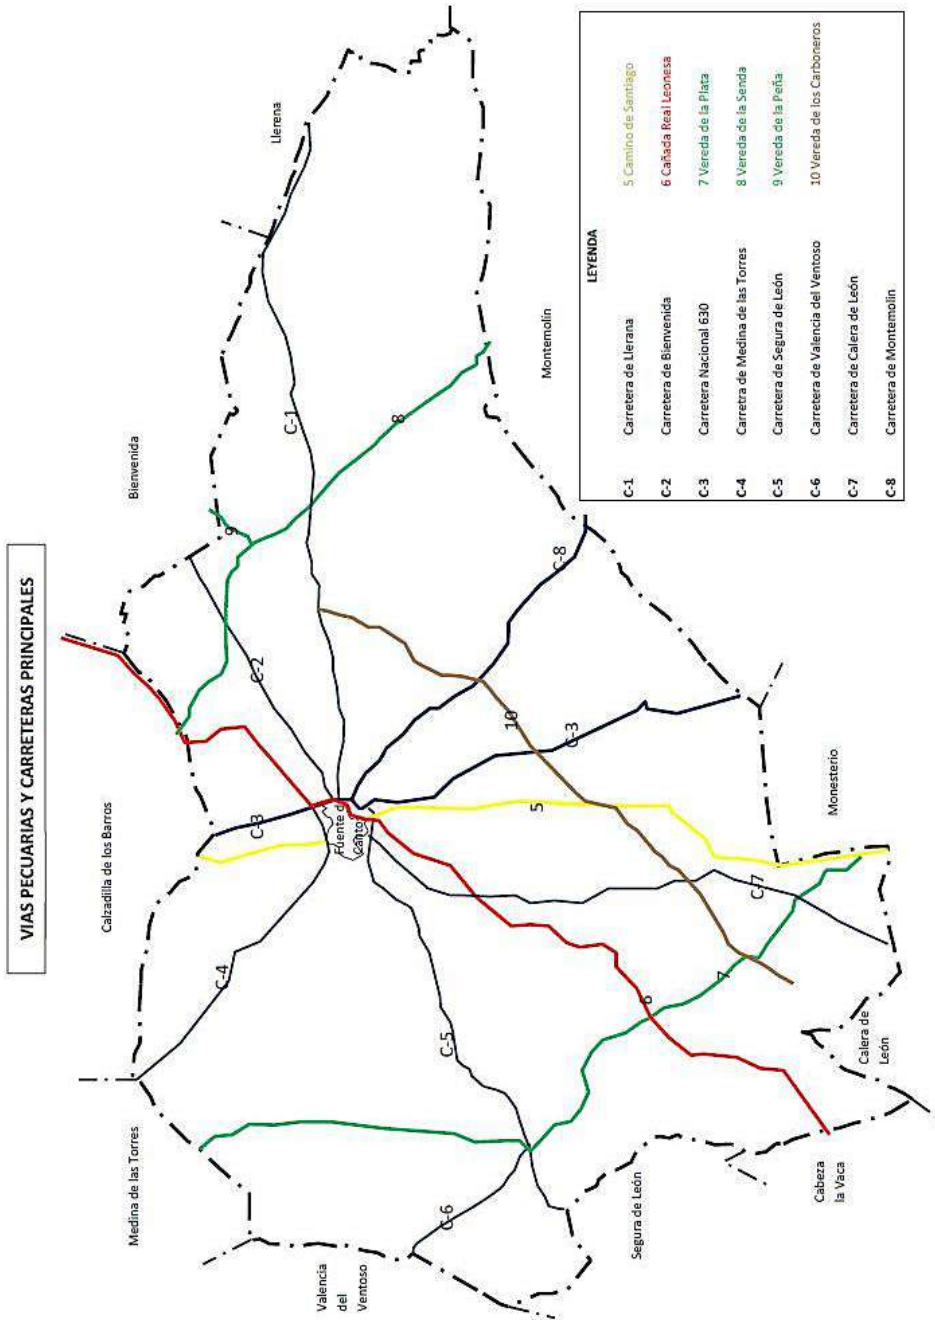 VIAS PECUARIAS Y CARRETERAS PRINCIPALES
Medina de las Torres
Calzadilla de los Barros
Bienvenida
Llerena
Valencia
del
Ventoso
C-4
C-3
C-2
9
C-1
8
Fuente d
Canto
C-6
C-5
10
C-8
Montemolín
5
C-3
6
7
C-7
Segura de León
Cabeza
la Vaca
Calera de
León
Monesterio
LEYENDA
C-1 Carretera de Llerana 5 Camino de Santiago
C-2 Carretera de Bienvenida 6 Cañada Real Leonesa
C-3 Carretera Nacional 630 7 Vereda de la Plata
C-4 Carretra de Medina de las Torres 8 Vereda de la Senda
C-5 Carretera de Segura de León 9 Vereda de la Peña
C-6 Carretera de Valencia del Ventoso 10 Vereda de los Carboneros
C-7 Carretera de Calera de León
C-8 Carretera de Montemolín